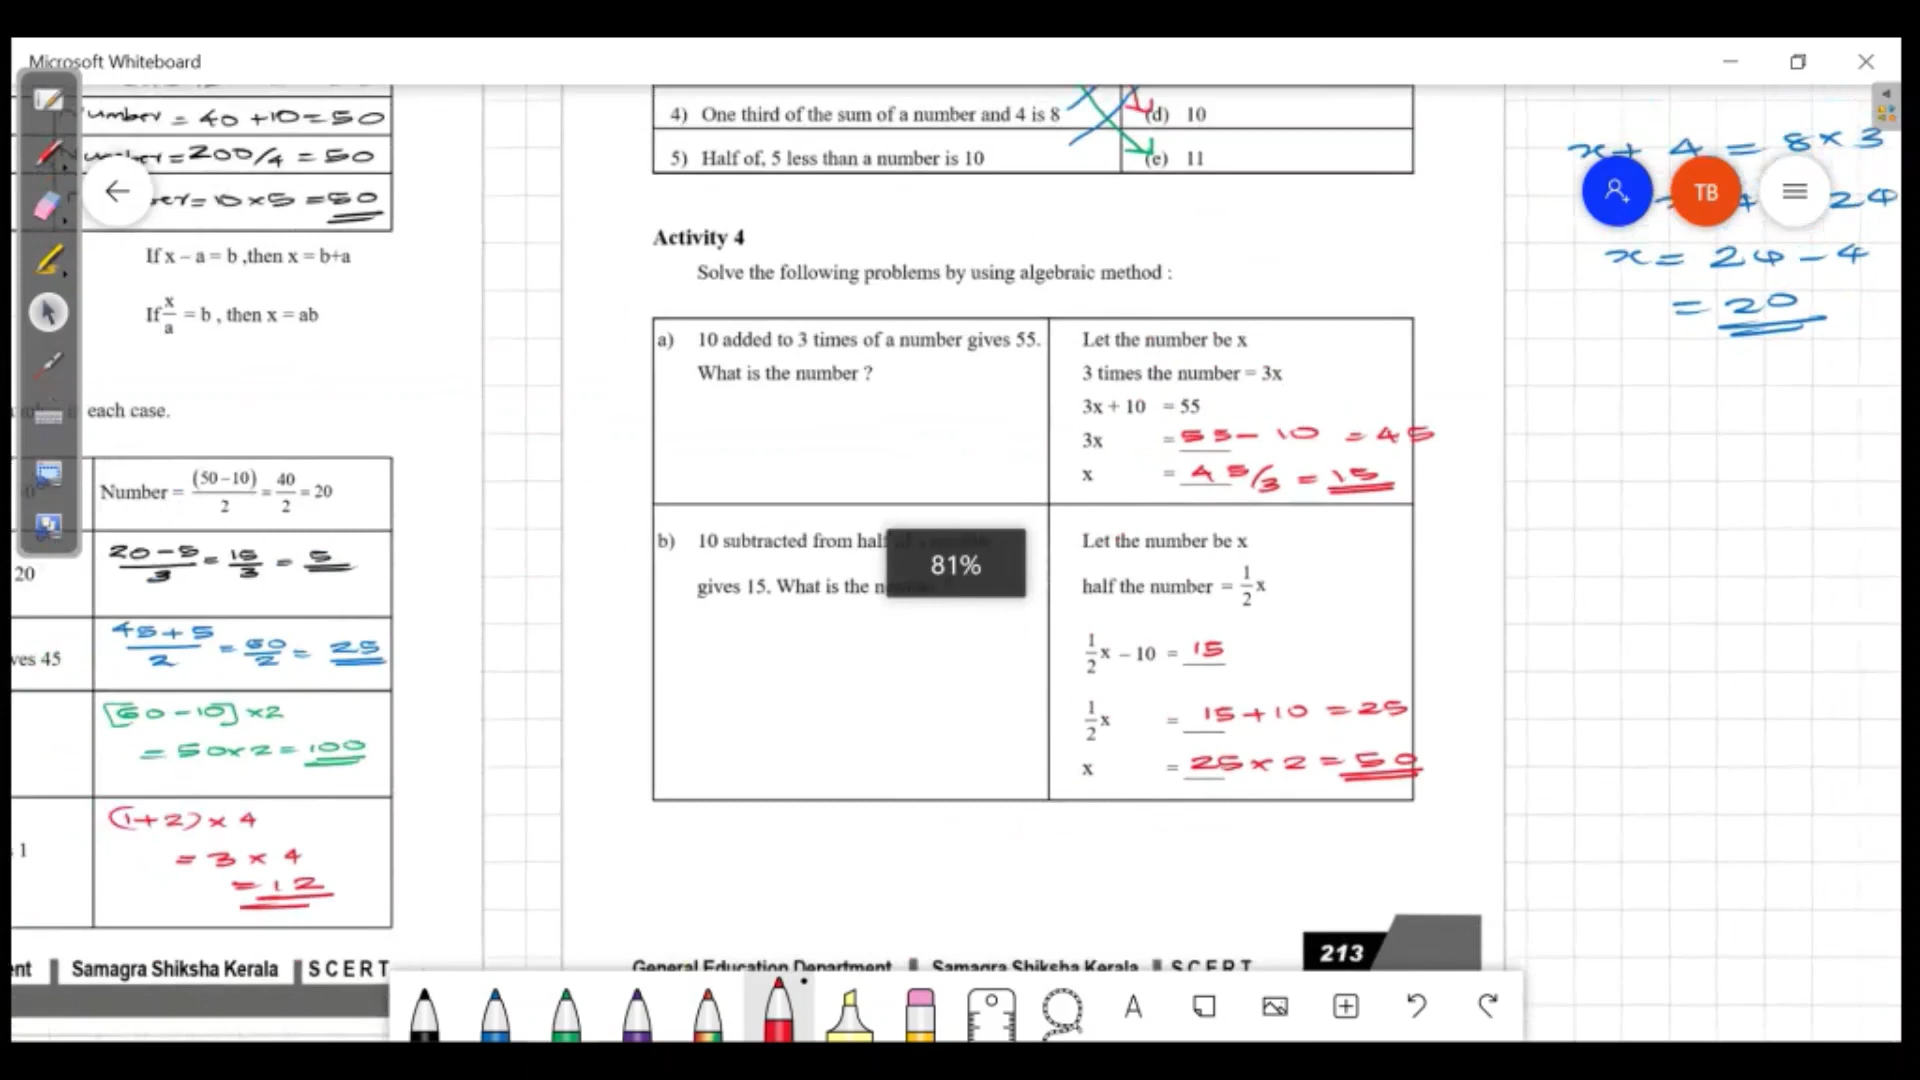 Microsoft Whiteboard
= 40 + 10 = 50
= 200/4 = 50
= 10 x 5 = 50
If x – a = b ,then x = b+a
If x/a = b , then x = ab
each case.
Number = (50–10)/2 = 40/2 = 20
20 - 5/3 = 15/3 = 5
20
45 + 5/2 = 50/2 = 25
ves 45
[60 - 10] x 2
= 50 x 2 = 100
(1+2) x 4
1
= 3 x 4
= 12
nt | Samagra Shiksha Kerala | S C E R T
4) One third of the sum of a number and 4 is 8 (d) 10
5) Half of, 5 less than a number is 10 (e) 11
Activity 4
Solve the following problems by using algebraic method :
a) 10 added to 3 times of a number gives 55.
What is the number ?
Let the number be x
3 times the number = 3x
3x + 10 = 55
3x = 55 - 10 = 45
x = 45/3 = 15
b) 10 subtracted from half
gives 15. What is the
81%
Let the number be x
half the number = 1/2 x
1/2 x – 10 = 15
1/2 x = 15 + 10 = 25
x = 25 x 2 = 50
213
General Education Department | Samagra Shiksha Kerala | S C E R T
x + 4 = 8 x 3
TB
24
x = 24 - 4
= 20
A